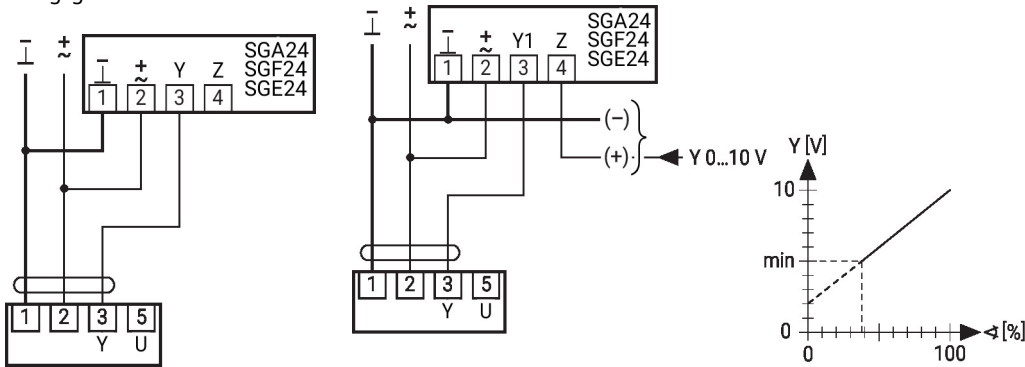 ⊥ ~
SGA24
SGF24
SGE24
⊥ ~ Y Z
1 2 3 4
1 2 3 5
Y U
⊥ ~
SGA24
SGF24
SGE24
⊥ ~ Y1 Z
1 2 3 4
(–)
(+)
Y 0...10 V
1 2 3 5
Y U
Y [V]
10
min
0
0 100
∢ [%]